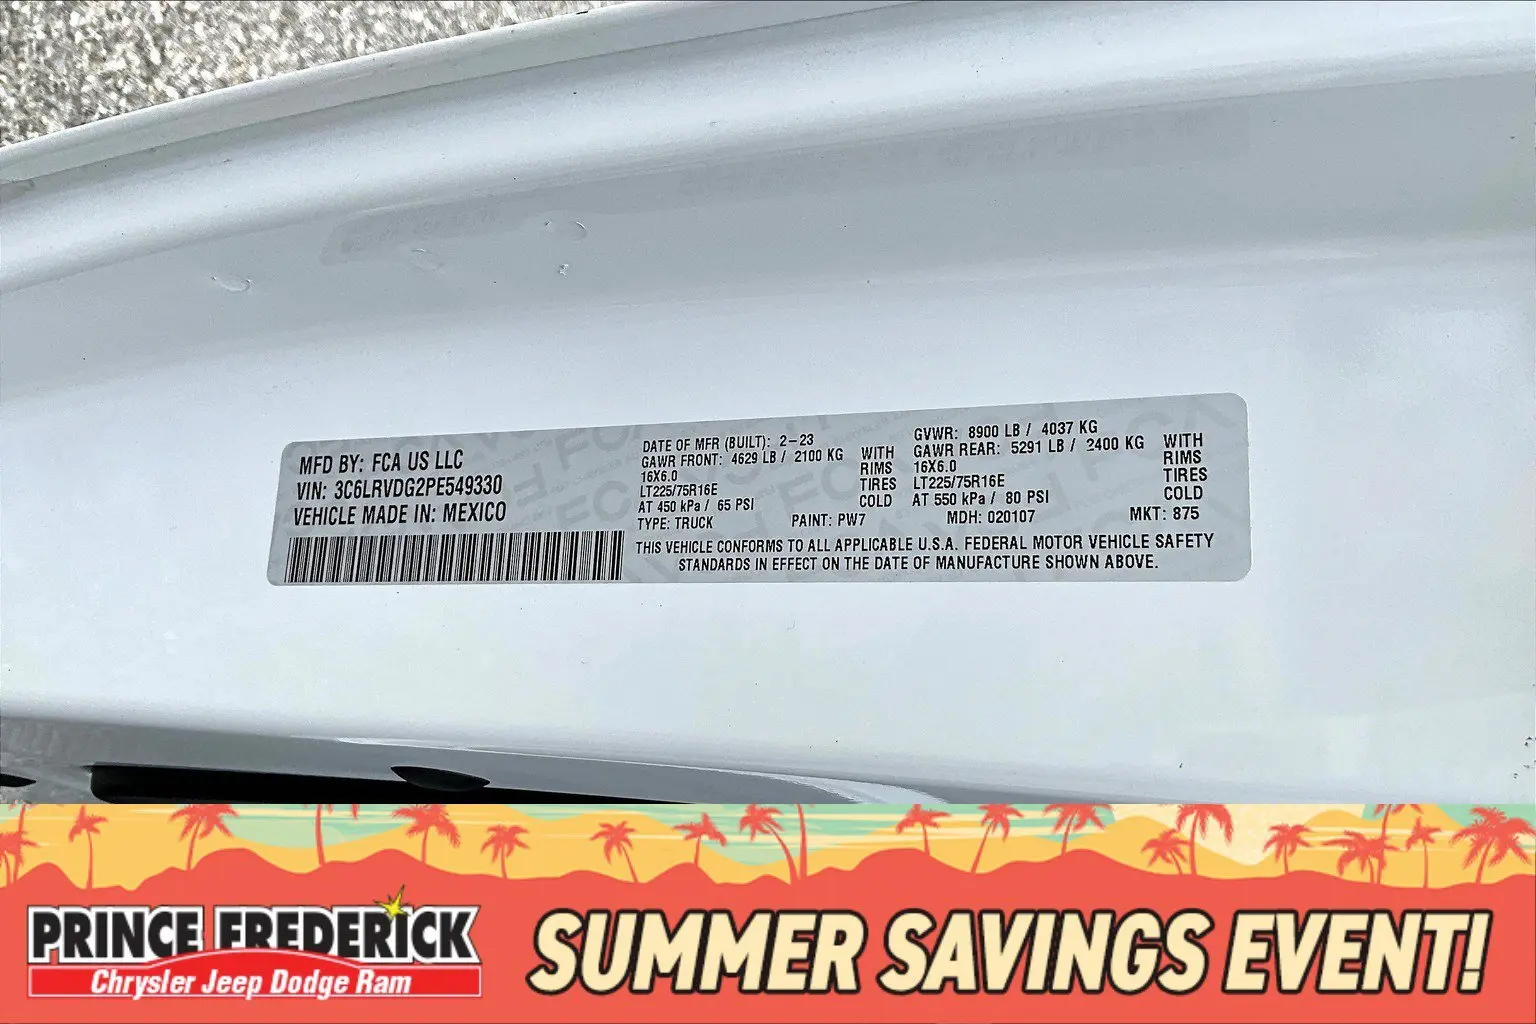 MFD BY: FCA US LLC
VIN: 3C6LRVDG2PE549330
VEHICLE MADE IN: MEXICO
DATE OF MFR (BUILT): 2-23
GAWR FRONT: 4629 LB / 2100 KG WITH
16X6.0 RIMS
LT225/75R16E TIRES
AT 450 kPa / 65 PSI COLD
GVWR: 8900 LB / 4037 KG
GAWR REAR: 5291 LB / 2400 KG WITH
16X6.0 RIMS
LT225/75R16E TIRES
AT 550 kPa / 80 PSI COLD
TYPE: TRUCK PAINT: PW7 MDH: 020107 MKT: 875
THIS VEHICLE CONFORMS TO ALL APPLICABLE U.S.A. FEDERAL MOTOR VEHICLE SAFETY
STANDARDS IN EFFECT ON THE DATE OF MANUFACTURE SHOWN ABOVE.
PRINCE FREDERICK
Chrysler Jeep Dodge Ram
SUMMER SAVINGS EVENT!